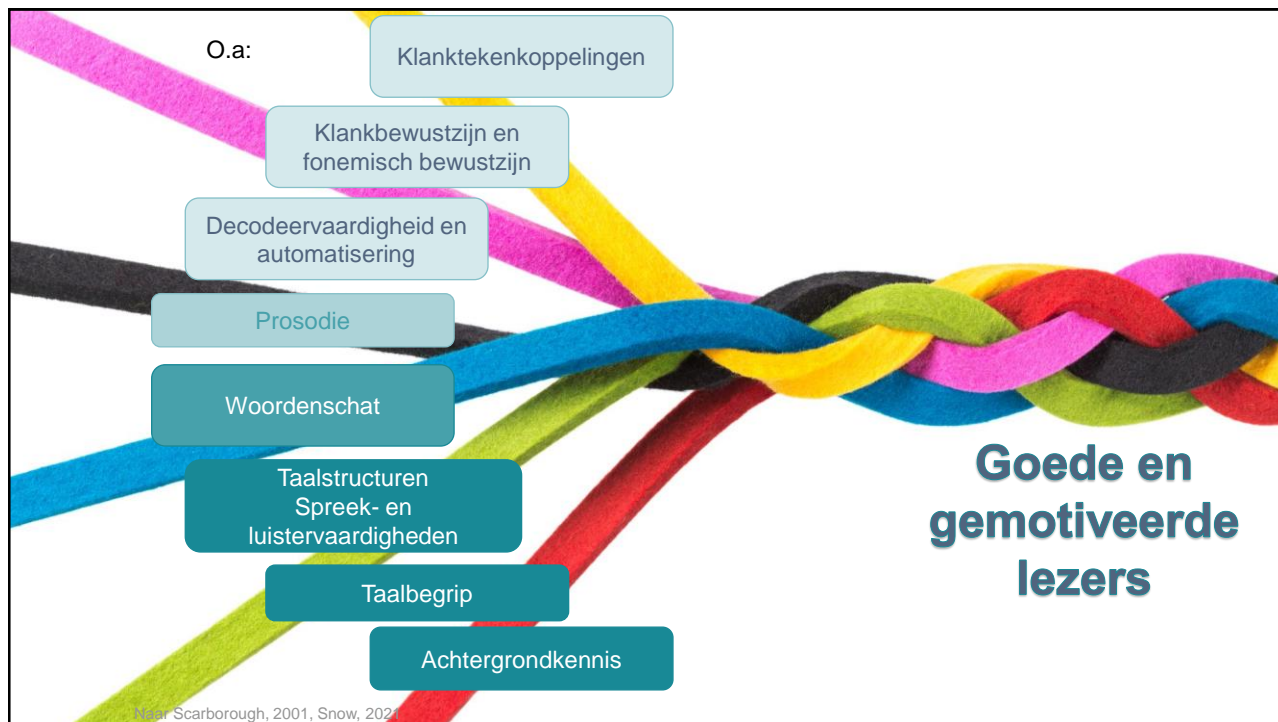 O.a:
Klanktekenkoppelingen
Klankbewustzijn en
fonemisch bewustzijn
Decodeervaardigheid en
automatisering
Prosodie
Woordenschat
Taalstructuren
Spreek- en
luistervaardigheden
Taalbegrip
Achtergrondkennis
Goede en
gemotiveerde
lezers
Naar Scarborough, 2001, Snow,